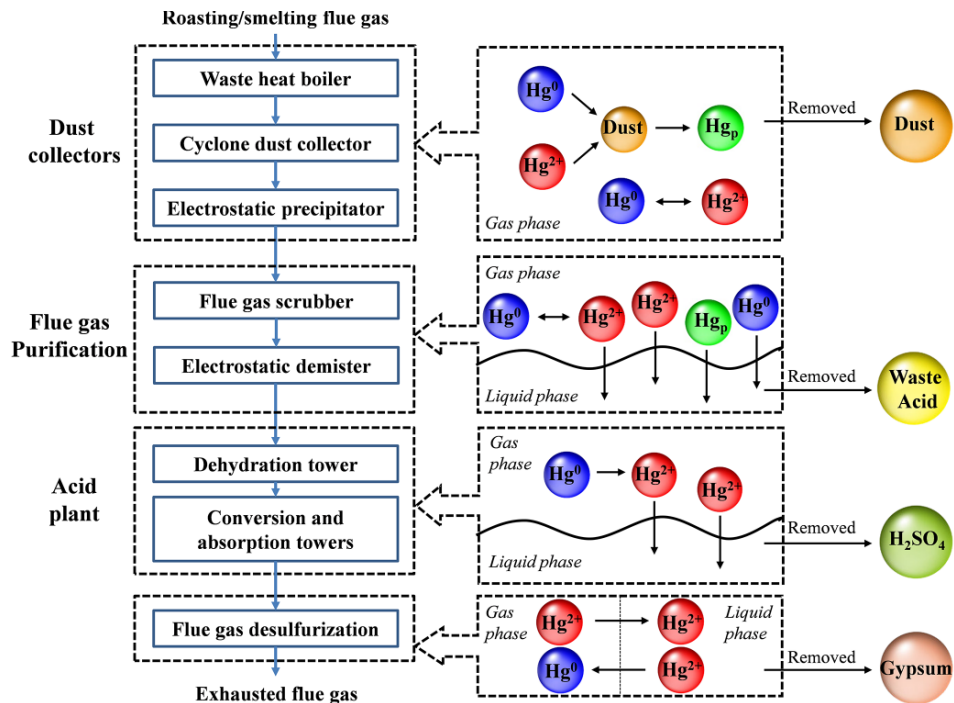 Roasting/smelting flue gas
Dust
collectors
Waste heat boiler
Cyclone dust collector
Electrostatic precipitator
Hg⁰
Hg²⁺
Dust
Hgₚ
Hg⁰
Hg²⁺
Gas phase
Removed
Dust
Flue gas
Purification
Flue gas scrubber
Electrostatic demister
Gas phase
Hg⁰
Hg²⁺
Hg²⁺
Hgₚ
Hg⁰
Liquid phase
Removed
Waste
Acid
Acid
plant
Dehydration tower
Conversion and
absorption towers
Gas
phase
Hg⁰
Hg²⁺
Hg²⁺
Liquid phase
Removed
H₂SO₄
Flue gas desulfurization
Gas
phase
Hg²⁺
Hg²⁺
Liquid
phase
Hg⁰
Hg²⁺
Removed
Gypsum
Exhausted flue gas